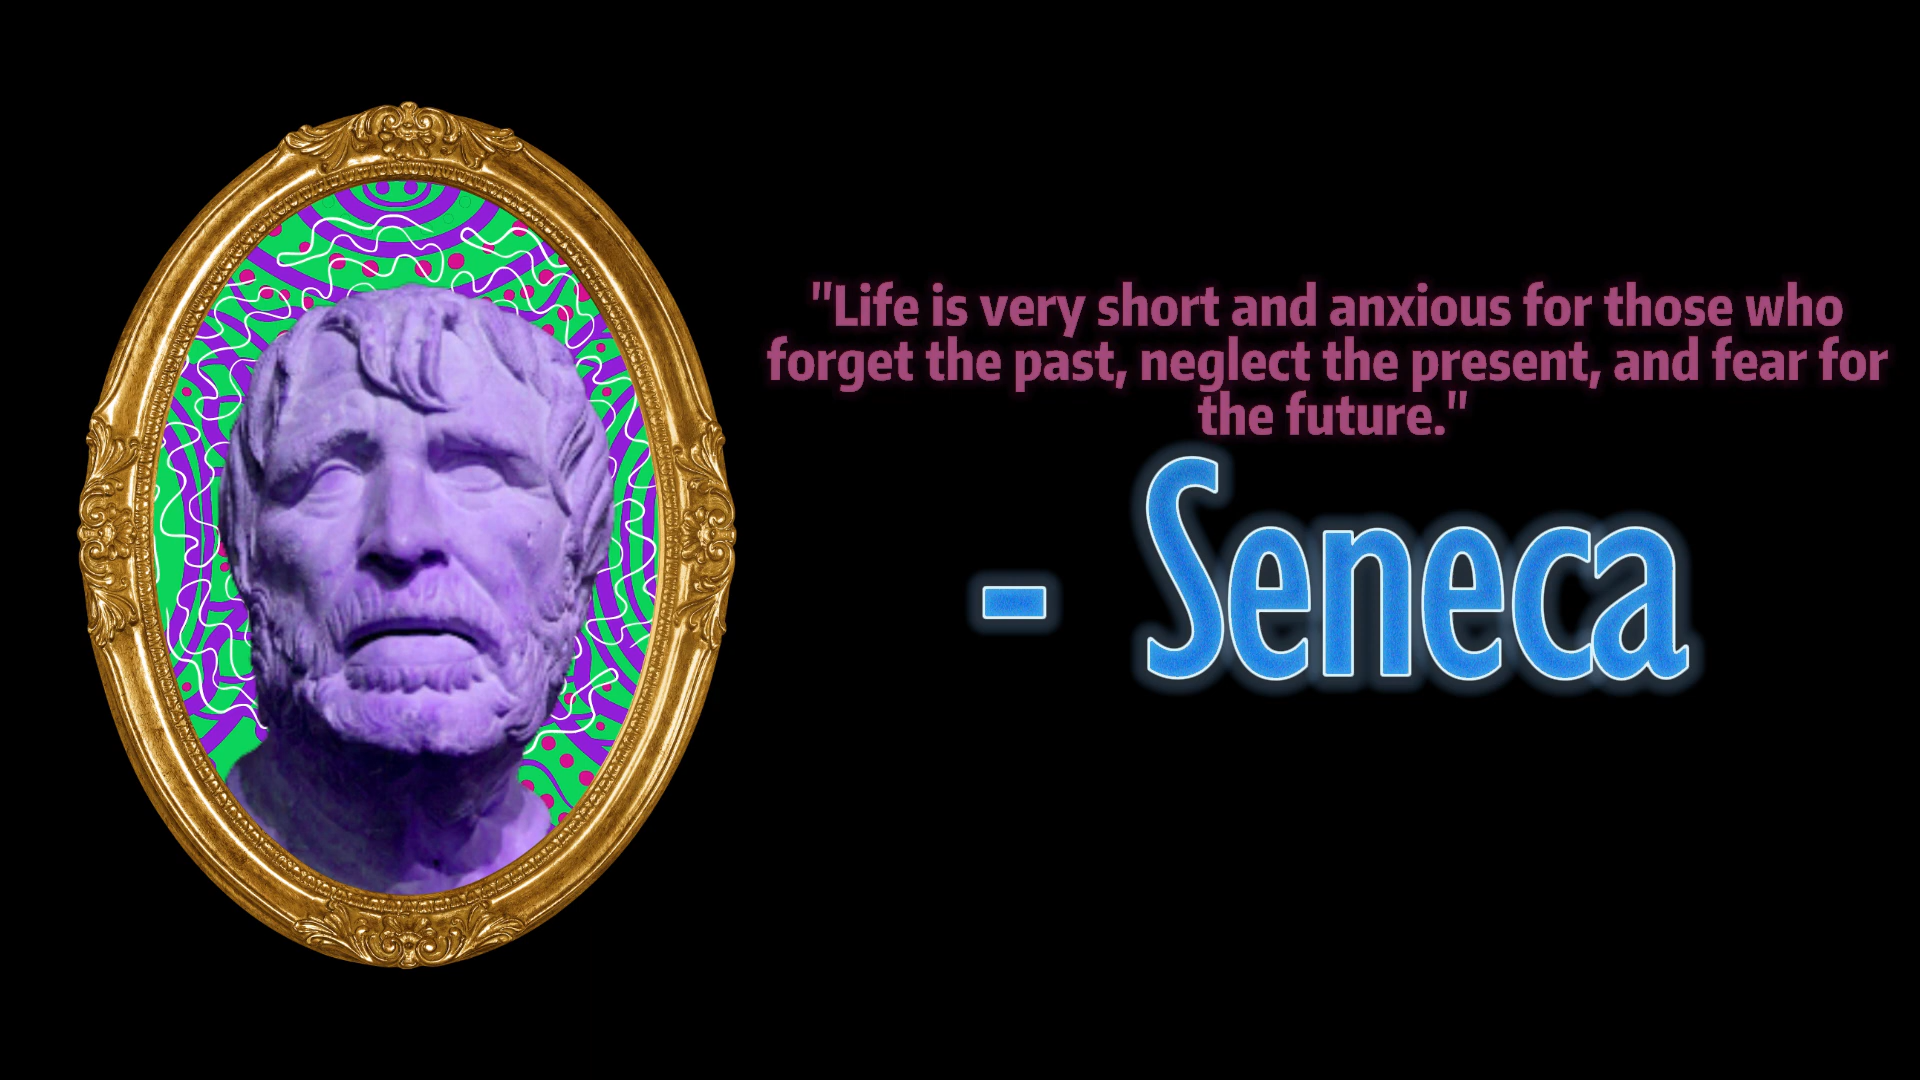 "Life is very short and anxious for those who
forget the past, neglect the present, and fear for
the future."
- Seneca